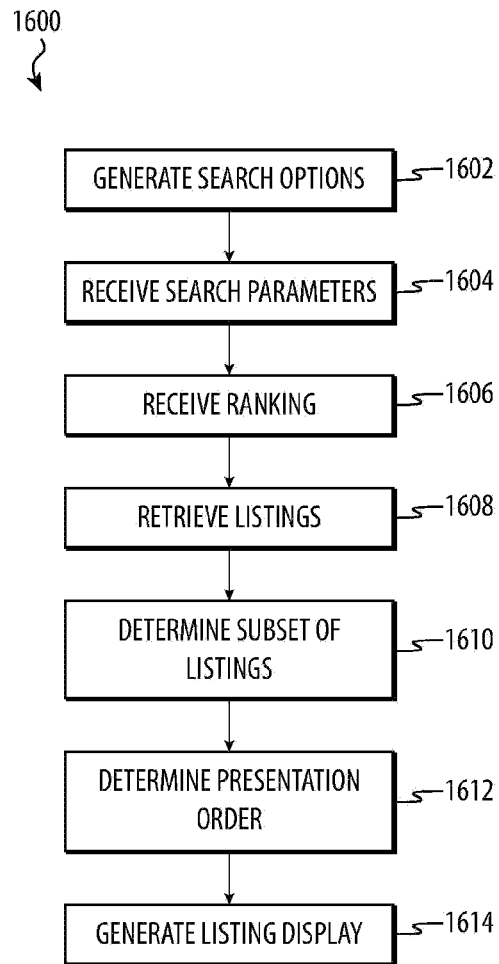 1600
GENERATE SEARCH OPTIONS
1602
RECEIVE SEARCH PARAMETERS
1604
RECEIVE RANKING
1606
RETRIEVE LISTINGS
1608
DETERMINE SUBSET OF
LISTINGS
1610
DETERMINE PRESENTATION
ORDER
1612
GENERATE LISTING DISPLAY
1614